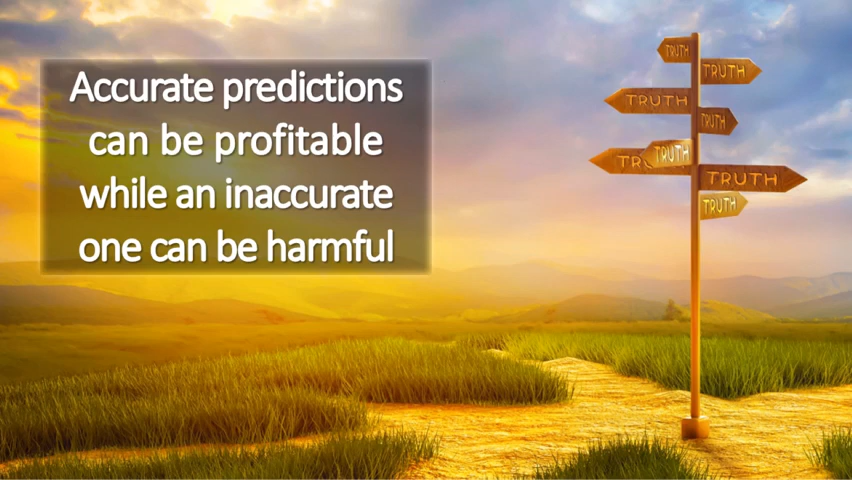 Accurate predictions
can be profitable
while an inaccurate
one can be harmful
TRUTH
TRUTH
TRUTH
TRUTH
TRUTH
TRUTH
TRUTH